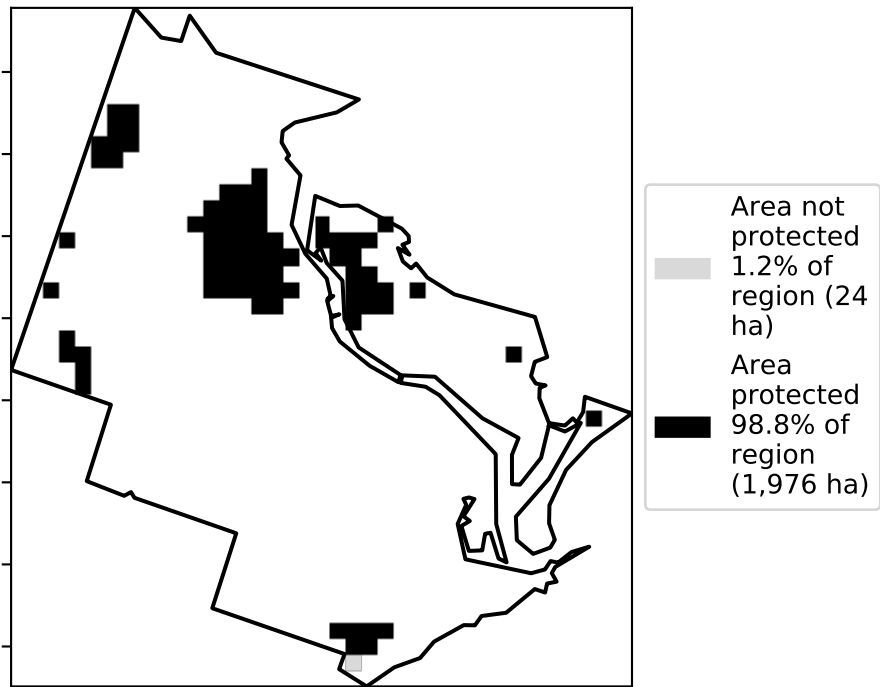 Area not
protected
1.2% of
region (24
ha)
Area
protected
98.8% of
region
(1,976 ha)